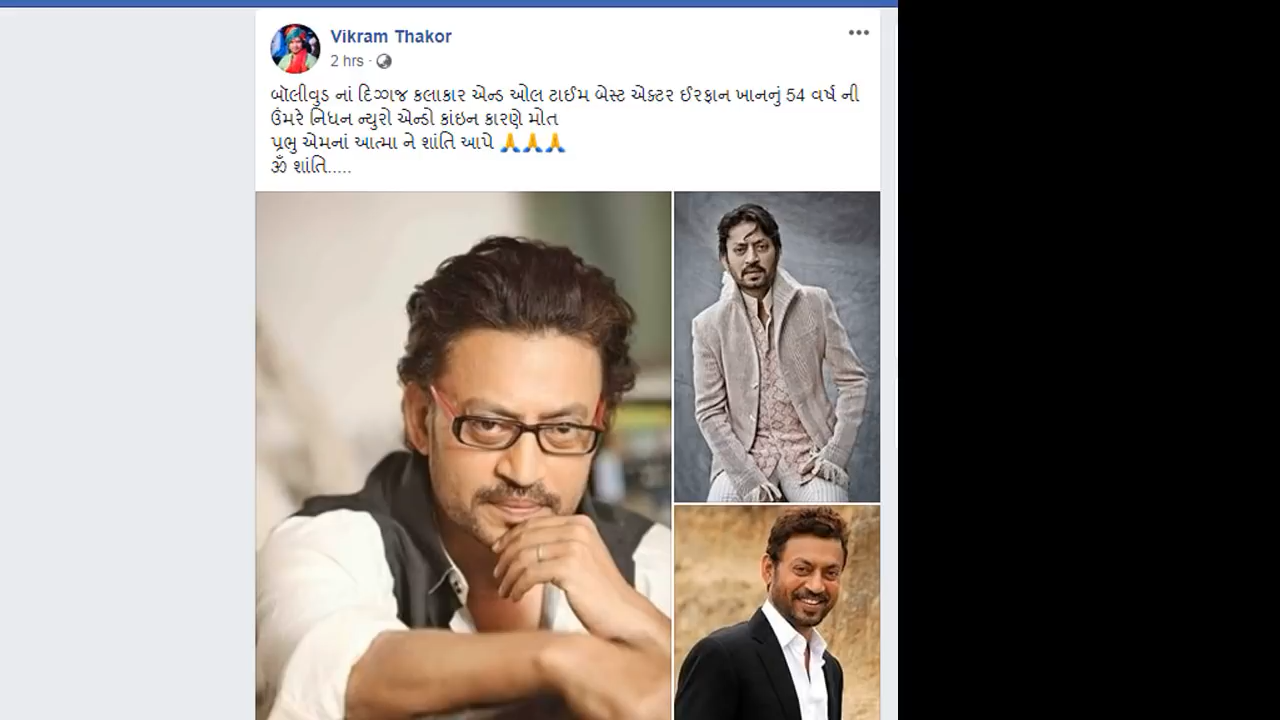 Vikram Thakor
2 hrs ·
બૉલીવુડ નાં દિગ્ગજ કલાકાર એન્ડ ઓલ ટાઈમ બેસ્ટ એક્ટર ઈરફાન ખાનનું 54 વર્ષ ની
ઉંમરે નિધન ન્યુરો એન્ડો ક્રાંઇન કારણે મોત
પ્રભુ એમનાં આત્મા ને શાંતિ આપે 🙏🙏🙏
ૐ શાંતિ.....